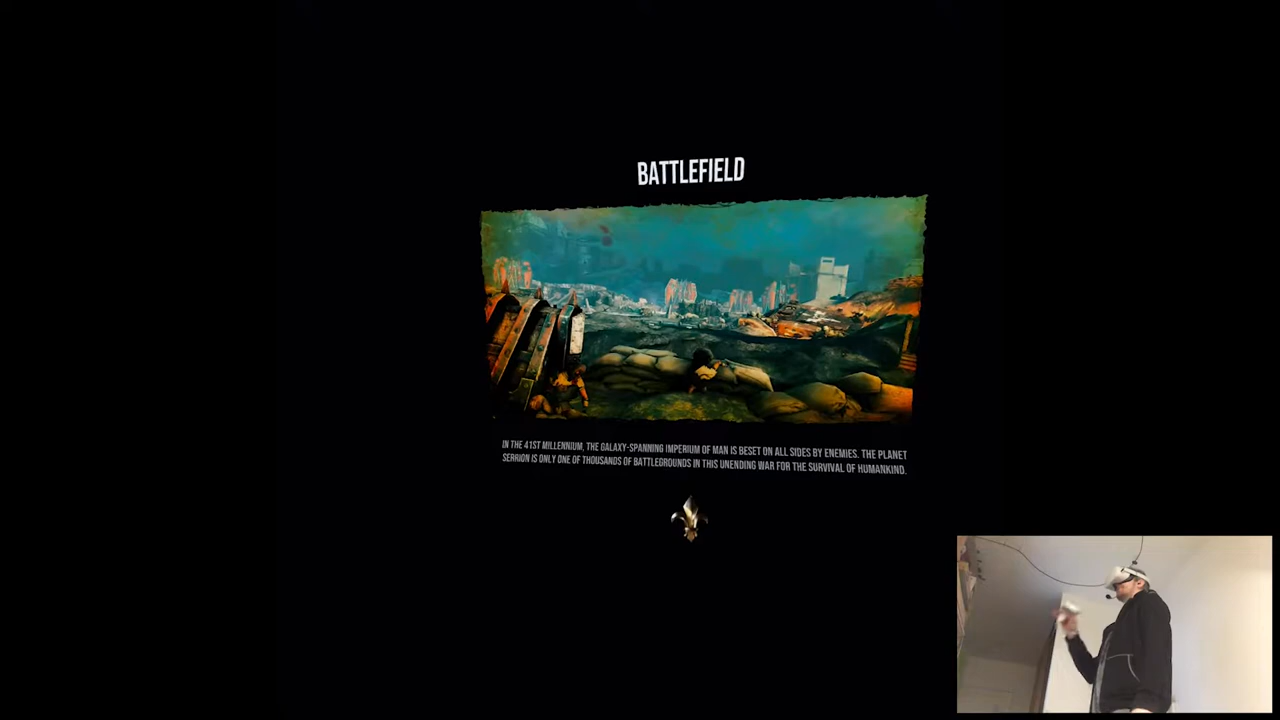 BATTLEFIELD
IN THE 41ST MILLENNIUM, THE GALAXY-SPANNING IMPERIUM OF MAN IS BESET ON ALL SIDES BY ENEMIES. THE PLANET
SERRION IS ONLY ONE OF THOUSANDS OF BATTLEGROUNDS IN THIS UNENDING WAR FOR THE SURVIVAL OF HUMANKIND.